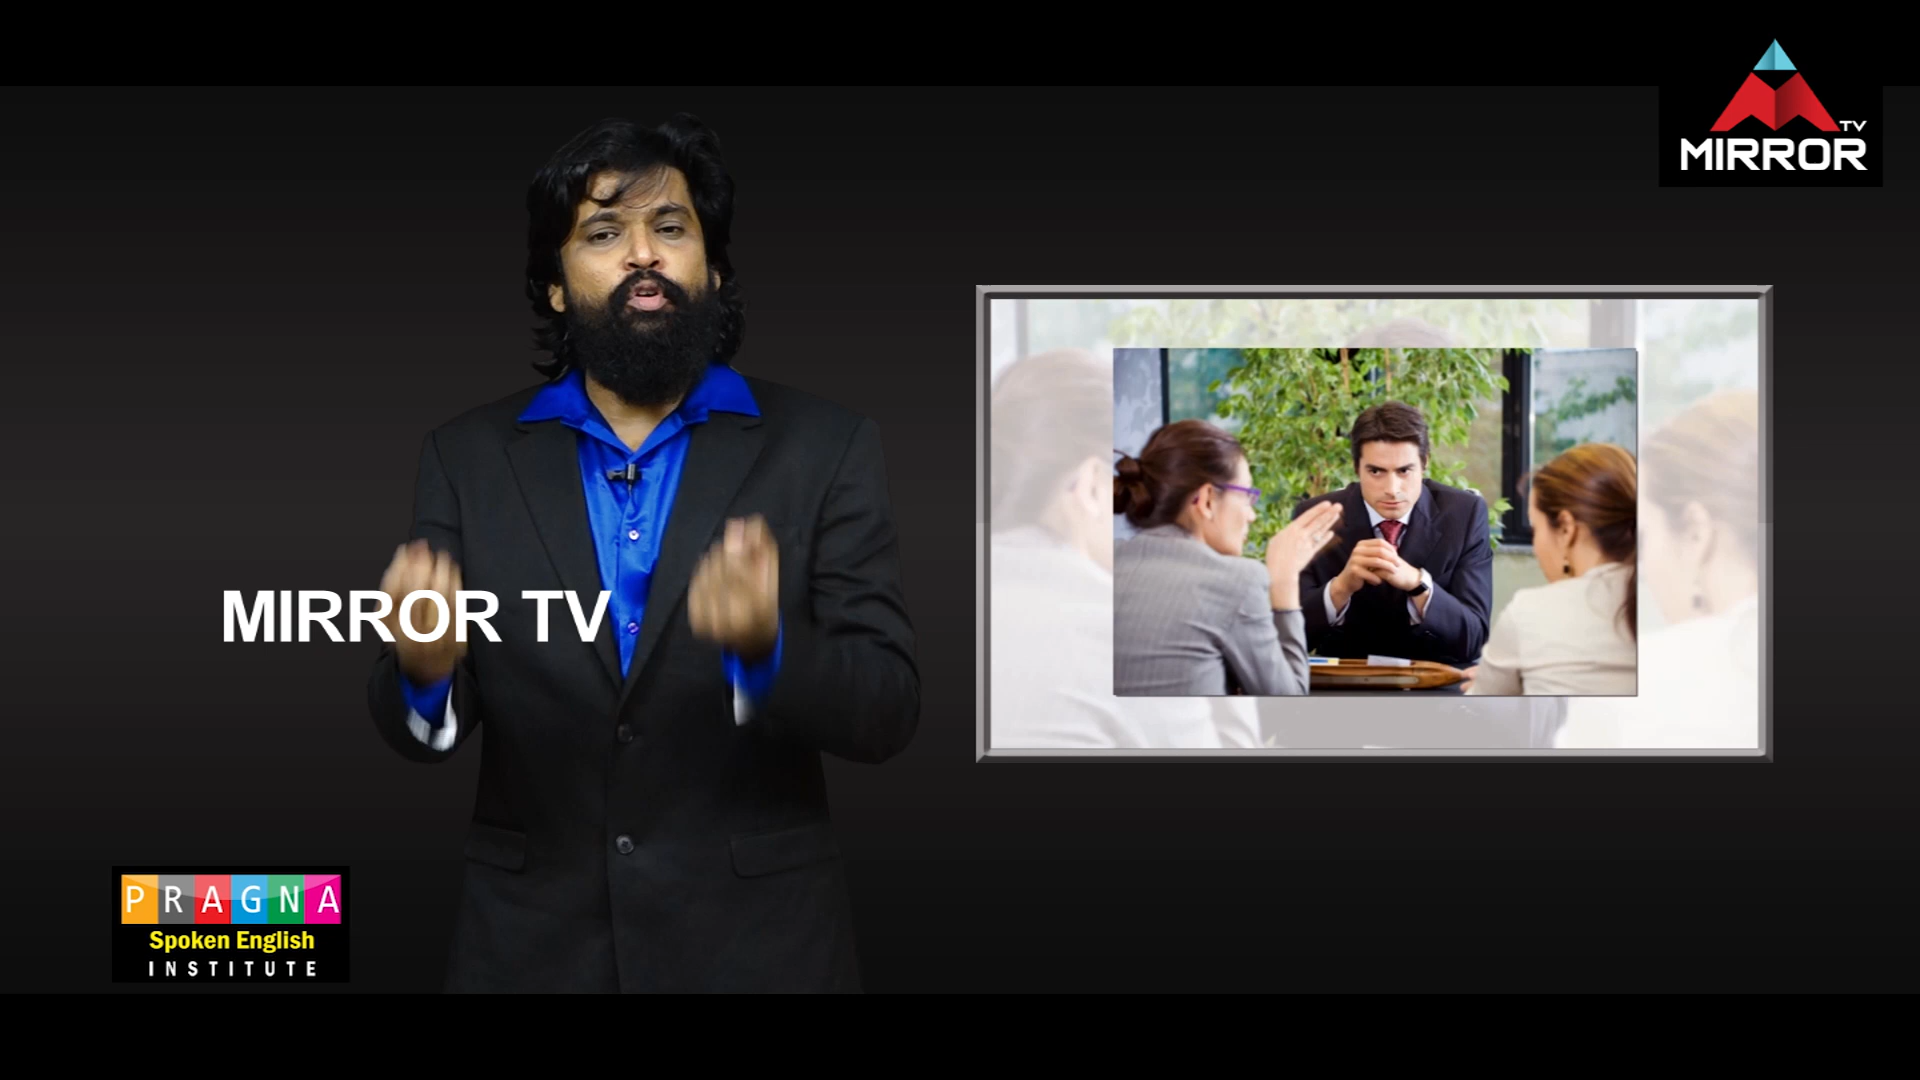 TV
MIRROR
MIRROR TV
PRAGNA
Spoken English
INSTITUTE